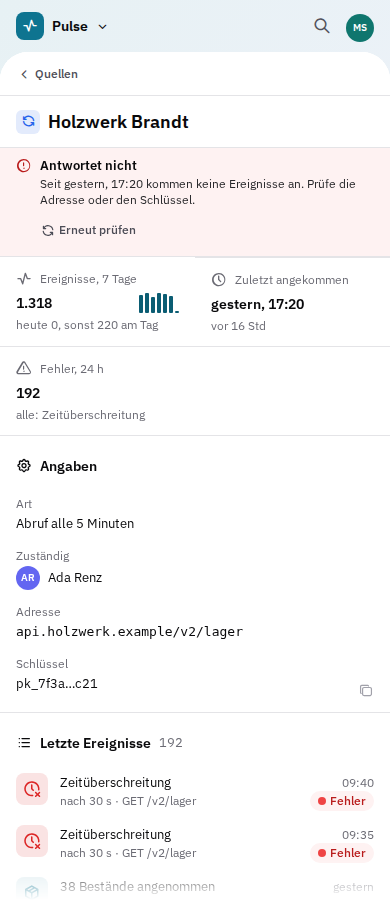 Pulse
MS
Quellen
Holzwerk Brandt
Antwortet nicht
Seit gestern, 17:20 kommen keine Ereignisse an. Prüfe die
Adresse oder den Schlüssel.
Erneut prüfen
Ereignisse, 7 Tage
1.318
heute 0, sonst 220 am Tag
Zuletzt angekommen
gestern, 17:20
vor 16 Std
Fehler, 24 h
192
alle: Zeitüberschreitung
Angaben
Art
Abruf alle 5 Minuten
Zuständig
AR Ada Renz
Adresse
api.holzwerk.example/v2/lager
Schlüssel
pk_7f3a…c21
Letzte Ereignisse 192
Zeitüberschreitung 09:40
nach 30 s · GET /v2/lager Fehler
Zeitüberschreitung 09:35
nach 30 s · GET /v2/lager Fehler
38 Bestände angenommen gestern